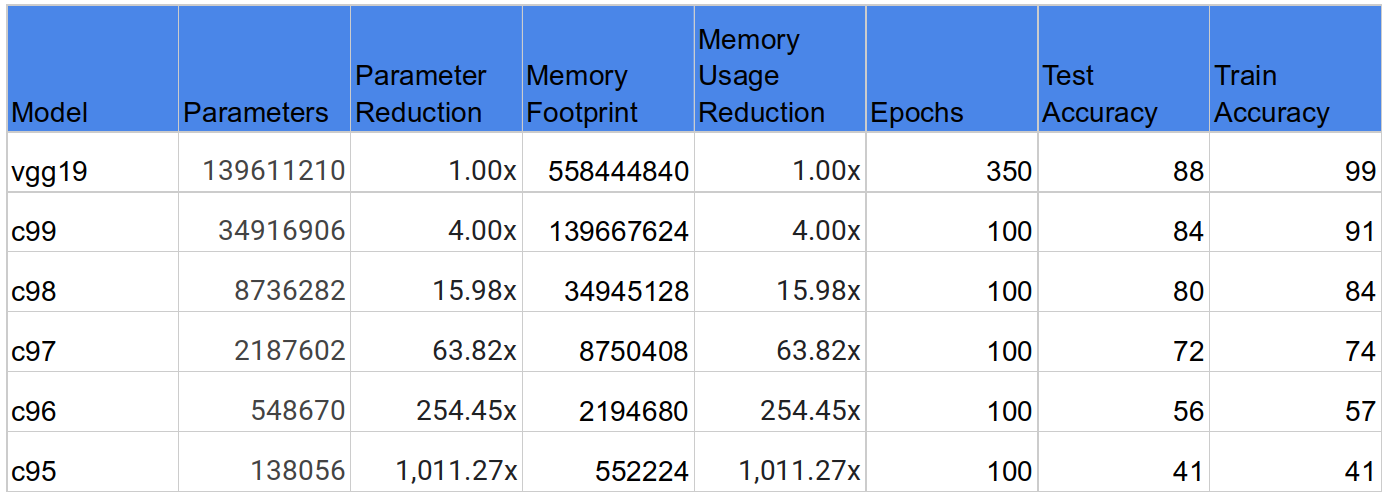 Model Parameters Parameter Reduction Memory Footprint Memory Usage Reduction Epochs Test Accuracy Train Accuracy
vgg19 139611210 1.00x 558444840 1.00x 350 88 99
c99 34916906 4.00x 139667624 4.00x 100 84 91
c98 8736282 15.98x 34945128 15.98x 100 80 84
c97 2187602 63.82x 8750408 63.82x 100 72 74
c96 548670 254.45x 2194680 254.45x 100 56 57
c95 138056 1,011.27x 552224 1,011.27x 100 41 41